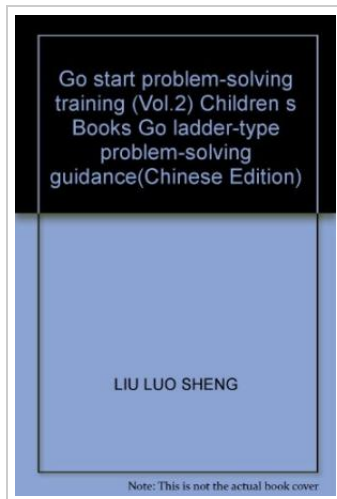 Go start problem-solving
training (Vol.2) Children s
Books Go ladder-type
problem-solving
guidance(Chinese Edition)
LIU LUO SHENG
Note: This is not the actual book cover